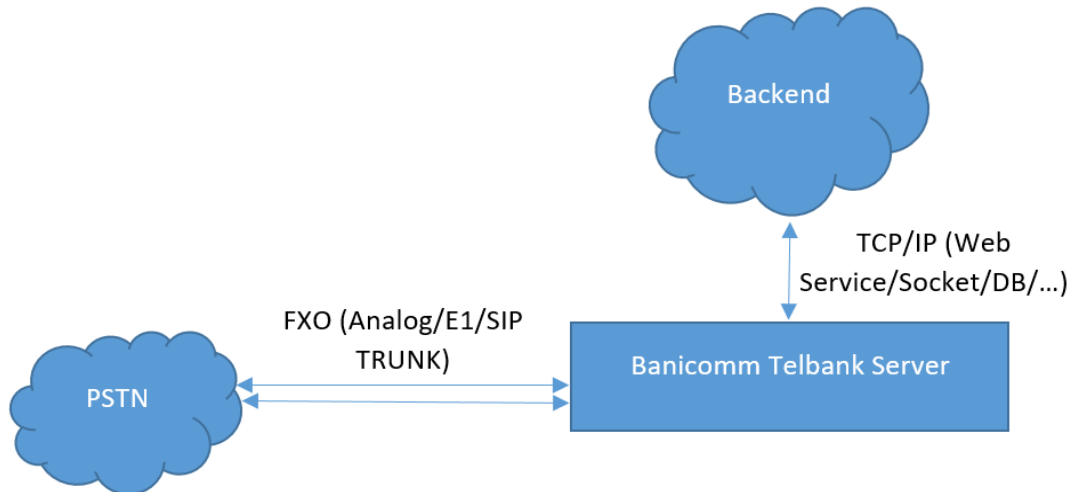 Backend
TCP/IP (Web
Service/Socket/DB/...)
FXO (Analog/E1/SIP
TRUNK)
Banicomm Telbank Server
PSTN